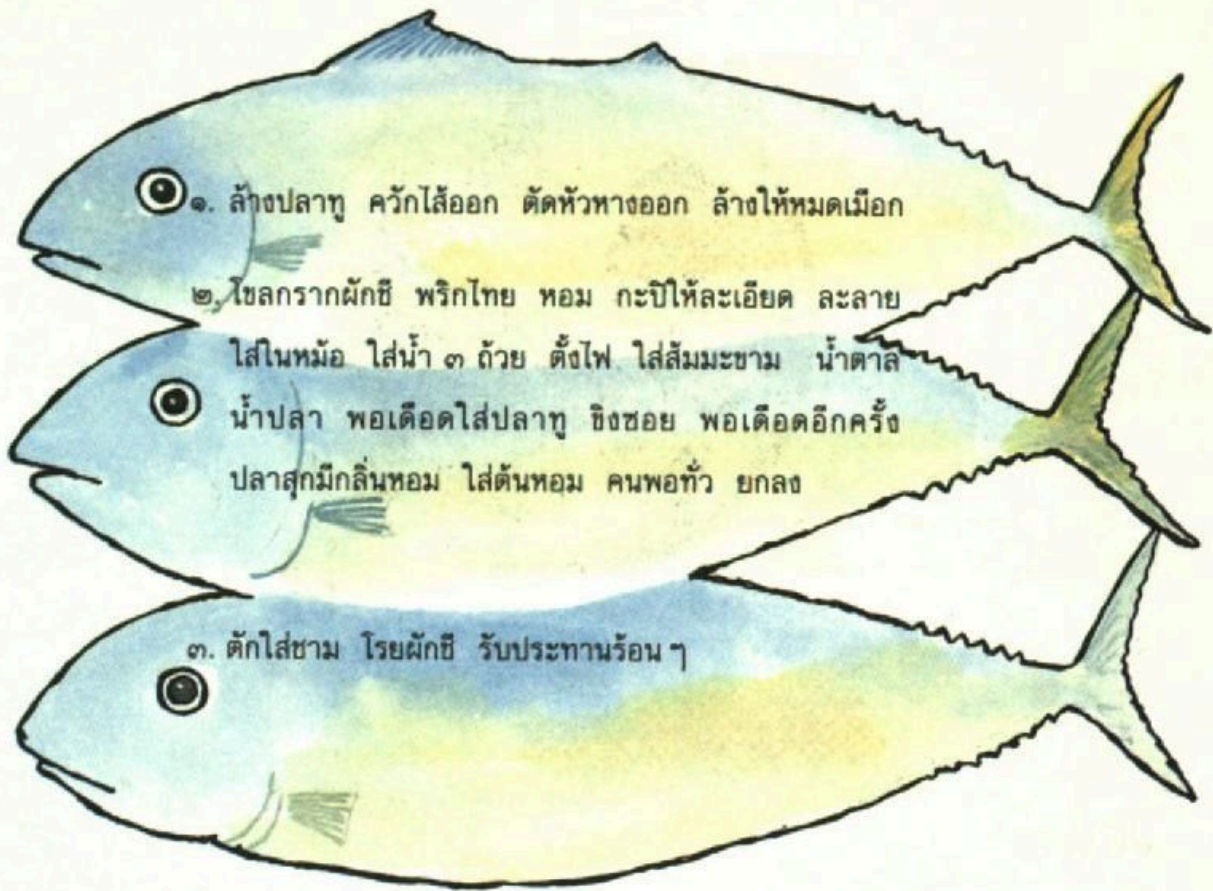 ๑. ล้างปลาทู ควักไส้ออก ตัดหัวหางออก ล้างให้หมดเมือก
๒. โขลกรากผักชี พริกไทย หอม กะปิให้ละเอียด ละลาย
ใส่ในหม้อ ใส่น้ำ ๓ ถ้วย ตั้งไฟ ใส่ส้มมะขาม น้ำตาล
น้ำปลา พอเดือดใส่ปลาทู ขิงซอย พอเดือดอีกครั้ง
ปลาสุกมีกลิ่นหอม ใส่ต้นหอม คนพอทั่ว ยกลง
๓. ตักใส่ชาม โรยผักชี รับประทานร้อน ๆ